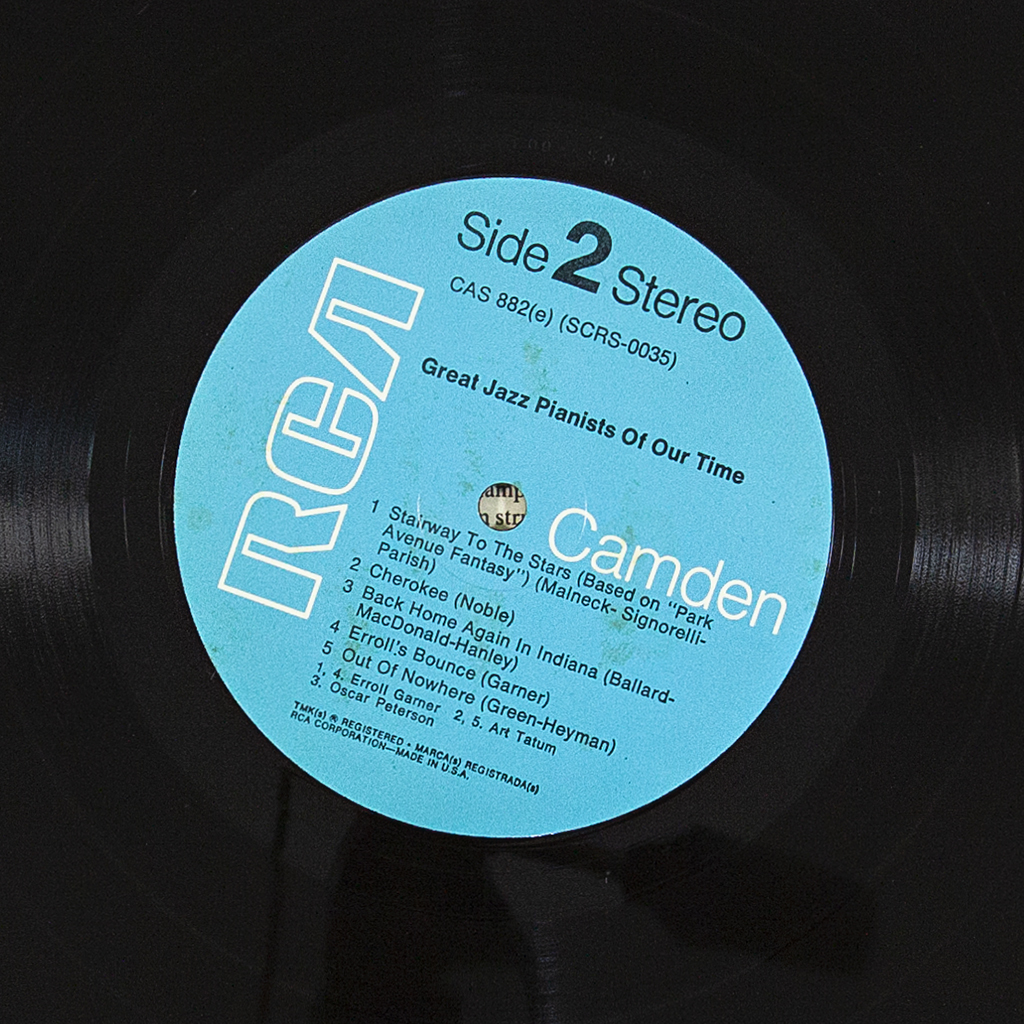 Side 2 Stereo
CAS 882(e) (SCRS-0035)
RCA
Great Jazz Pianists Of Our Time
Camden
1 Stairway To The Stars (Based on "Park
Avenue Fantasy") (Malneck- Signorelli-
Parish)
2 Cherokee (Noble)
3 Back Home Again In Indiana (Ballard-
MacDonald-Hanley)
4 Erroll's Bounce (Garner)
5 Out Of Nowhere (Green-Heyman)
1, 4. Erroll Garner 2, 5. Art Tatum
3. Oscar Peterson
TMK(s) ® REGISTERED • MARCA(s) REGISTRADA(s)
RCA CORPORATION—MADE IN U.S.A.